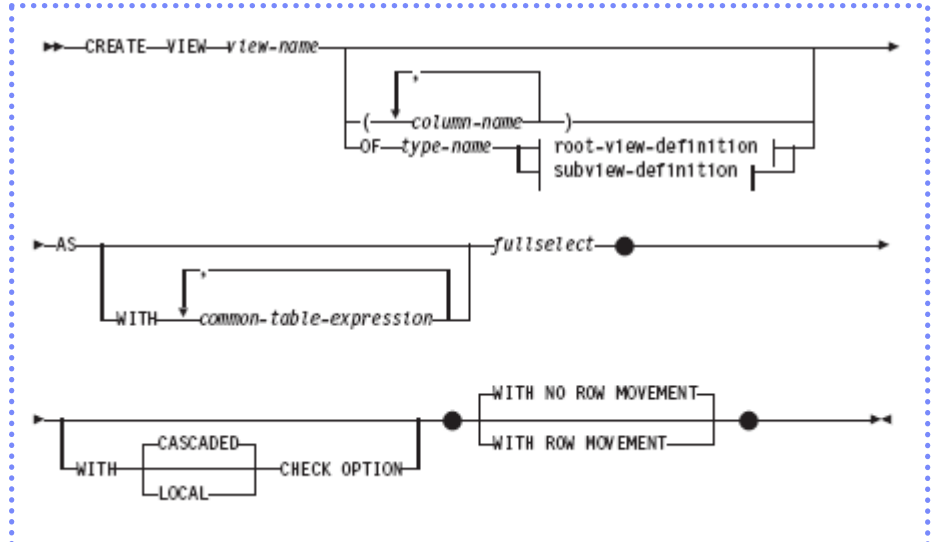 CREATE VIEW view-name
,
( column-name )
OF type-name root-view-definition
subview-definition
AS fullselect
,
WITH common-table-expression
WITH NO ROW MOVEMENT
WITH ROW MOVEMENT
CASCADED
WITH CHECK OPTION
LOCAL